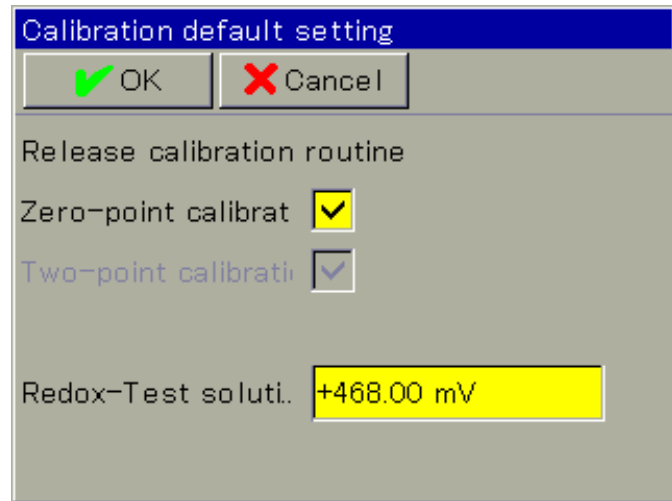 Calibration default setting
OK Cancel
Release calibration routine
Zero-point calibrat
Two-point calibrati
Redox-Test soluti.. +468.00 mV